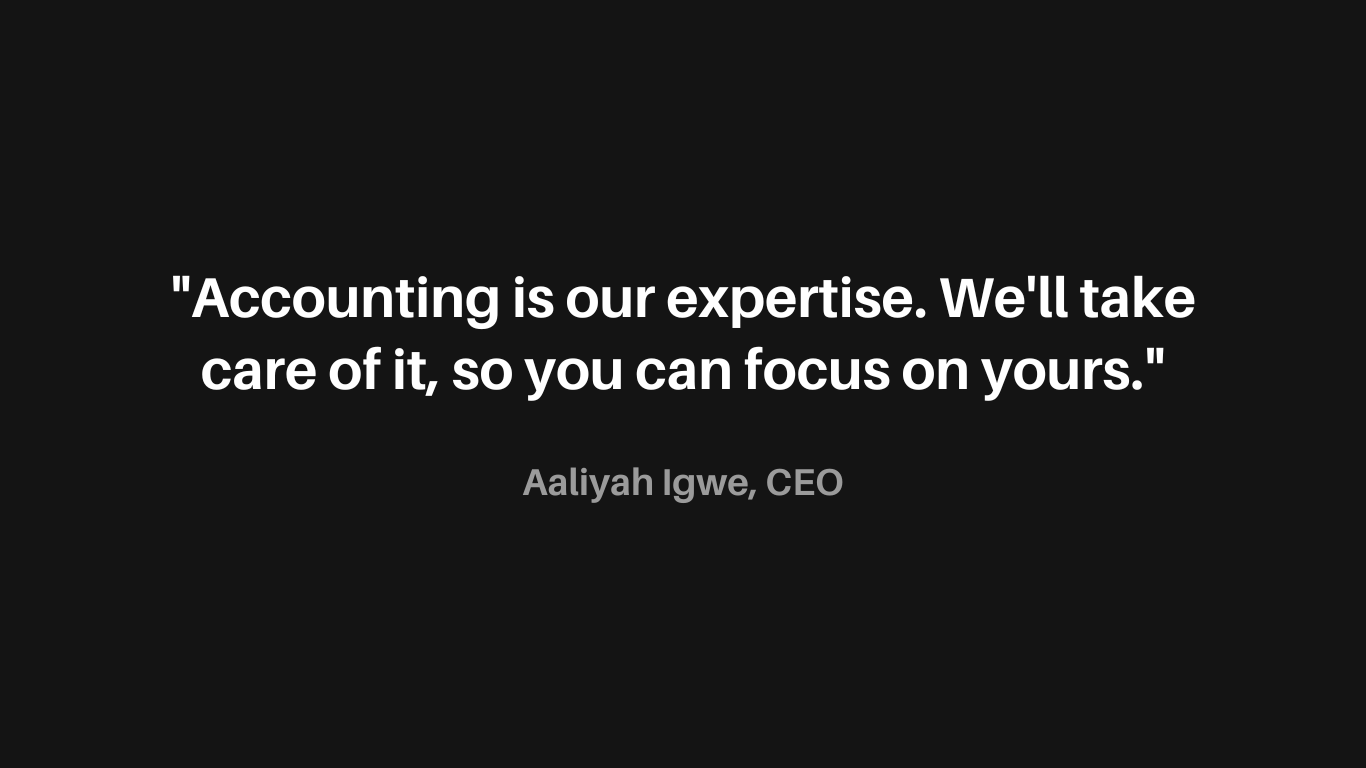 "Accounting is our expertise. We'll take
care of it, so you can focus on yours."
Aaliyah Igwe, CEO